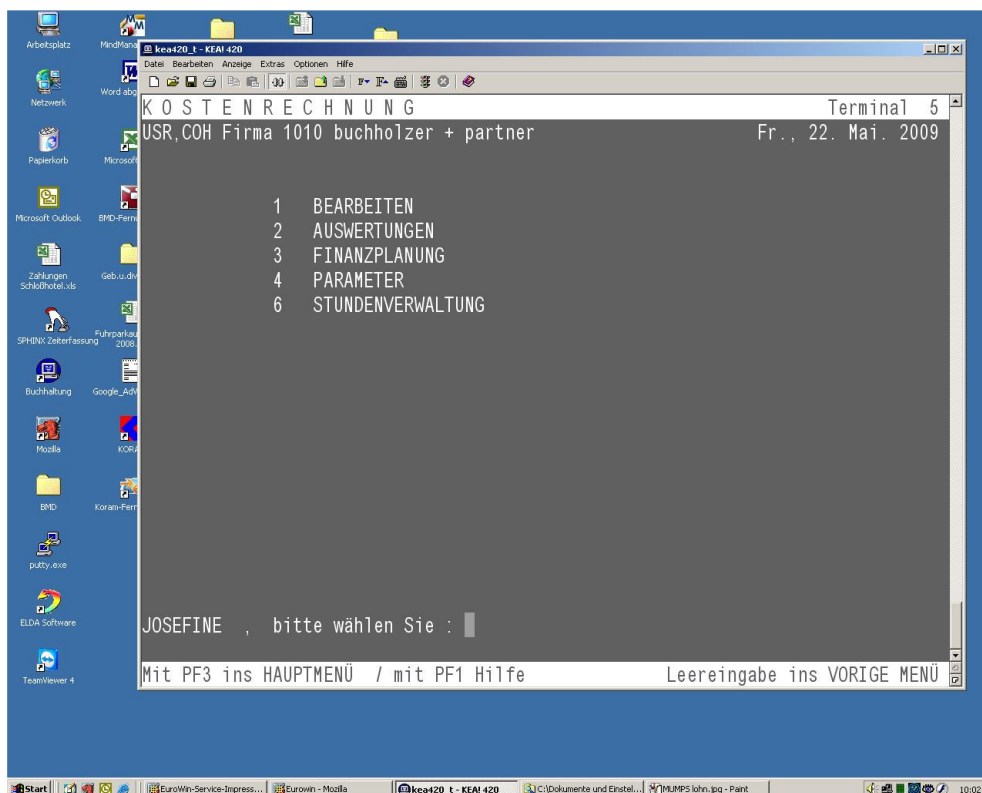 Arbeitsplatz
Netzwerk
Word abg
Papierkorb
Microsoft
Microsoft Outlook
BMD-Fern
Zahlungen
Schloßhotel.xls
Geb.u.div
SPHINX Zeiterfassung
Fuhrparkau
2008.
Buchhaltung
Google_AdW
Mozilla
KORA
BMD
Koram-Fern
putty.exe
ELDA Software
TeamViewer 4
MindMana
kea420_t - KEA! 420
Datei Bearbeiten Anzeige Extras Optionen Hilfe
K O S T E N R E C H N U N G Terminal 5
USR,COH Firma 1010 buchholzer + partner Fr., 22. Mai. 2009
1 BEARBEITEN
2 AUSWERTUNGEN
3 FINANZPLANUNG
4 PARAMETER
6 STUNDENVERWALTUNG
JOSEFINE , bitte wählen Sie :
Mit PF3 ins HAUPTMENÜ / mit PF1 Hilfe Leereingabe ins VORIGE MENÜ
Start EuroWin-Service-Impress... Eurowin - Mozilla kea420_t - KEA! 420 C:\Dokumente und Einstel... MUMPS lohn.jpg - Paint 10:02